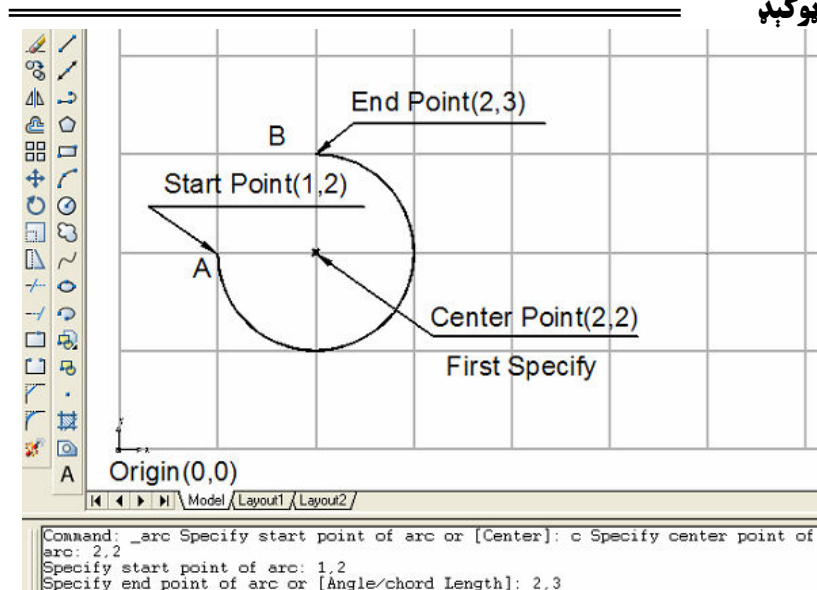 پوکېډ
End Point(2,3)
B
Start Point(1,2)
A
Center Point(2,2)
First Specify
Origin(0,0)
A
Model Layout1 Layout2
Command: _arc Specify start point of arc or [Center]: c Specify center point of
arc: 2,2
Specify start point of arc: 1,2
Specify end point of arc or [Angle/chord Length]: 2,3